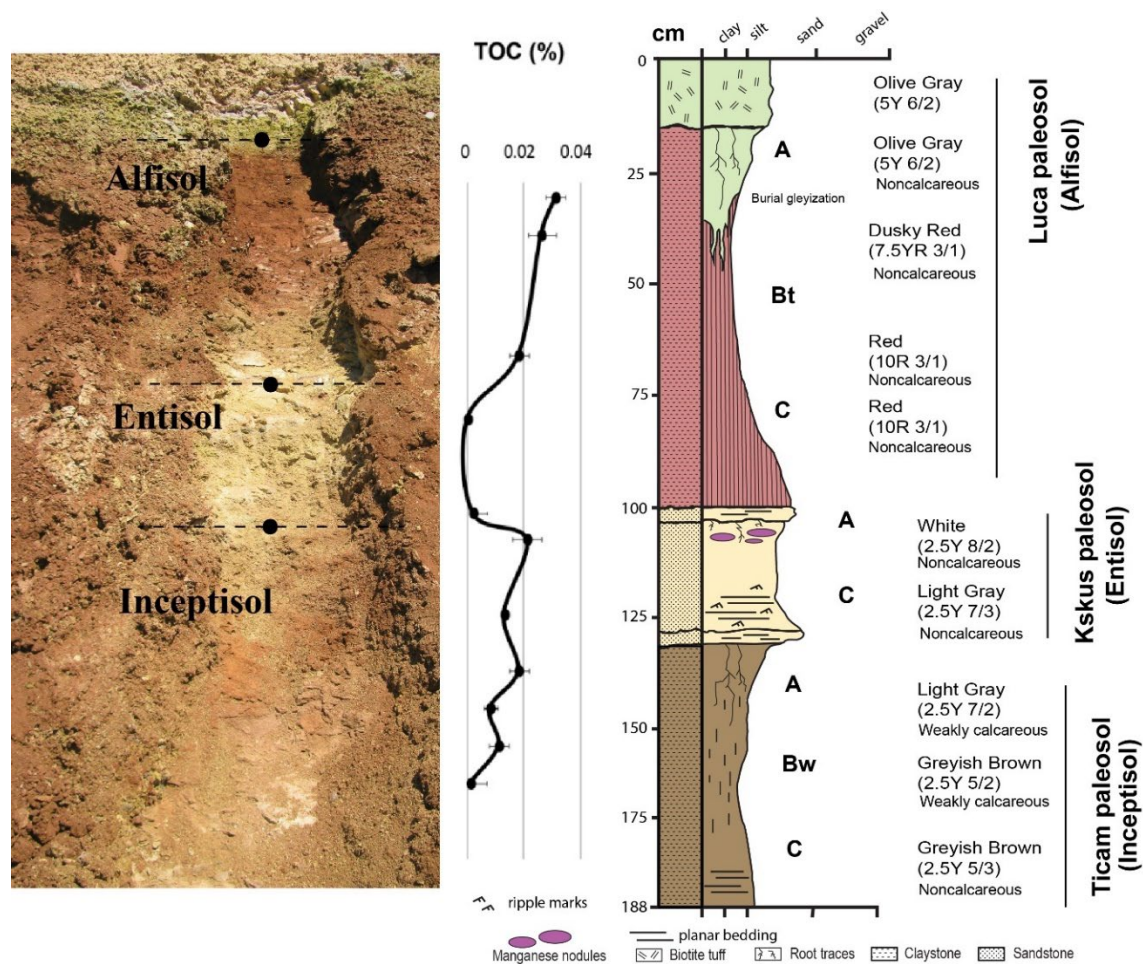 Alfisol
Entisol
Inceptisol
TOC (%)
0 0.02 0.04
cm
clay silt sand gravel
0
25
50
75
100
125
150
175
188
A
Bt
C
A
C
A
Bw
C
Olive Gray
(5Y 6/2)
Olive Gray
(5Y 6/2)
Noncalcareous
Burial gleyization
Dusky Red
(7.5YR 3/1)
Noncalcareous
Red
(10R 3/1)
Noncalcareous
Red
(10R 3/1)
Noncalcareous
White
(2.5Y 8/2)
Noncalcareous
Light Gray
(2.5Y 7/3)
Noncalcareous
Light Gray
(2.5Y 7/2)
Weakly calcareous
Greyish Brown
(2.5Y 5/2)
Weakly calcareous
Greyish Brown
(2.5Y 5/3)
Noncalcareous
Luca paleosol
(Alfisol)
Kskus paleosol
(Entisol)
Ticam paleosol
(Inceptisol)
ripple marks
planar bedding
Manganese nodules
Biotite tuff
Root traces
Claystone
Sandstone